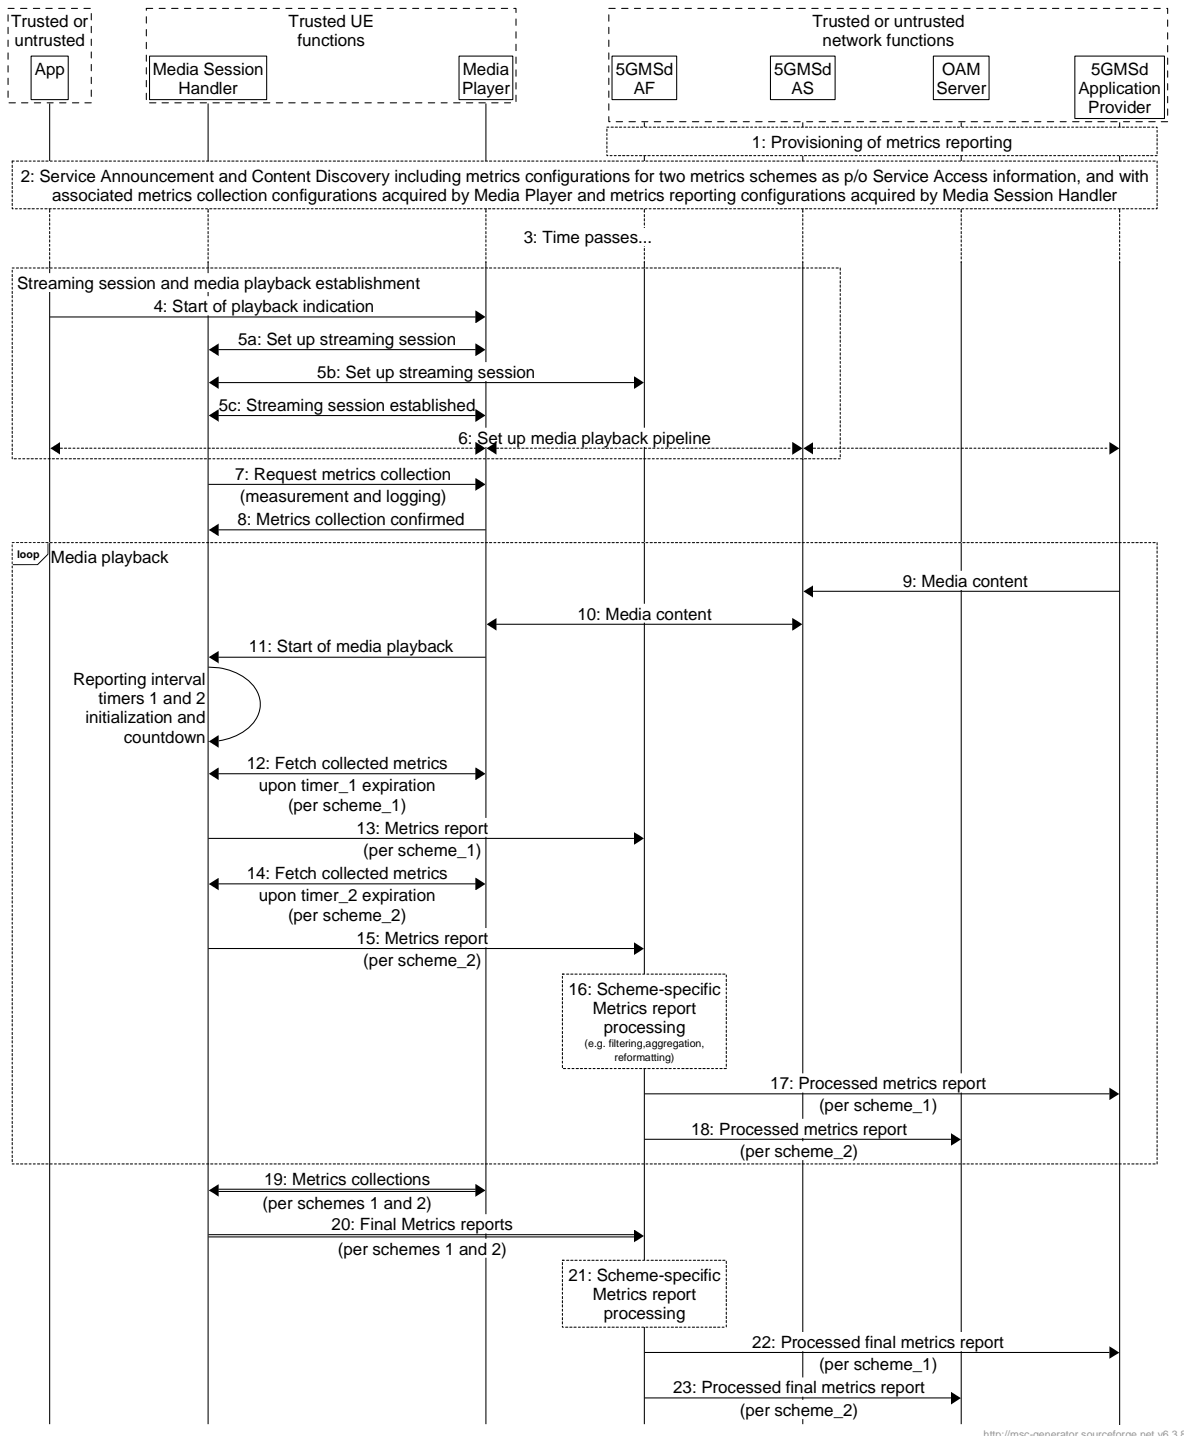 Trusted or
untrusted
Trusted UE
functions
Trusted or untrusted
network functions
App
Media Session
Handler
Media
Player
5GMSd
AF
5GMSd
AS
OAM
Server
5GMSd
Application
Provider
1: Provisioning of metrics reporting
2: Service Announcement and Content Discovery including metrics configurations for two metrics schemes as p/o Service Access information, and with
associated metrics collection configurations acquired by Media Player and metrics reporting configurations acquired by Media Session Handler
3: Time passes...
Streaming session and media playback establishment
4: Start of playback indication
5a: Set up streaming session
5b: Set up streaming session
5c: Streaming session established
6: Set up media playback pipeline
7: Request metrics collection
(measurement and logging)
8: Metrics collection confirmed
loop
Media playback
9: Media content
10: Media content
11: Start of media playback
Reporting interval
timers 1 and 2
initialization and
countdown
12: Fetch collected metrics
upon timer_1 expiration
(per scheme_1)
13: Metrics report
(per scheme_1)
14: Fetch collected metrics
upon timer_2 expiration
(per scheme_2)
15: Metrics report
(per scheme_2)
16: Scheme-specific
Metrics report
processing
(e.g. filtering,aggregation,
reformatting)
17: Processed metrics report
(per scheme_1)
18: Processed metrics report
(per scheme_2)
19: Metrics collections
(per schemes 1 and 2)
20: Final Metrics reports
(per schemes 1 and 2)
21: Scheme-specific
Metrics report
processing
22: Processed final metrics report
(per scheme_1)
23: Processed final metrics report
(per scheme_2)
http://msc-generator.sourceforge.net v6.3.8